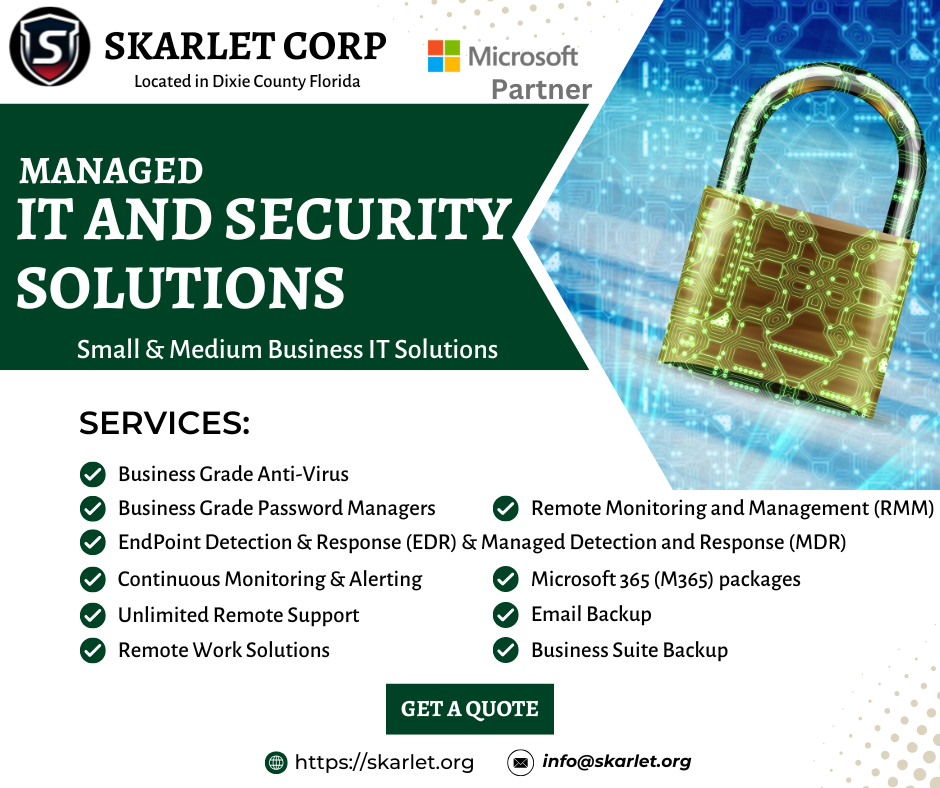 S
SKARLET CORP
Located in Dixie County Florida
Microsoft
Partner
MANAGED
IT AND SECURITY
SOLUTIONS
Small & Medium Business IT Solutions
SERVICES:
Business Grade Anti-Virus
Business Grade Password Managers
Remote Monitoring and Management (RMM)
EndPoint Detection & Response (EDR) & Managed Detection and Response (MDR)
Continuous Monitoring & Alerting
Microsoft 365 (M365) packages
Unlimited Remote Support
Email Backup
Remote Work Solutions
Business Suite Backup
GET A QUOTE
https://skarlet.org
info@skarlet.org